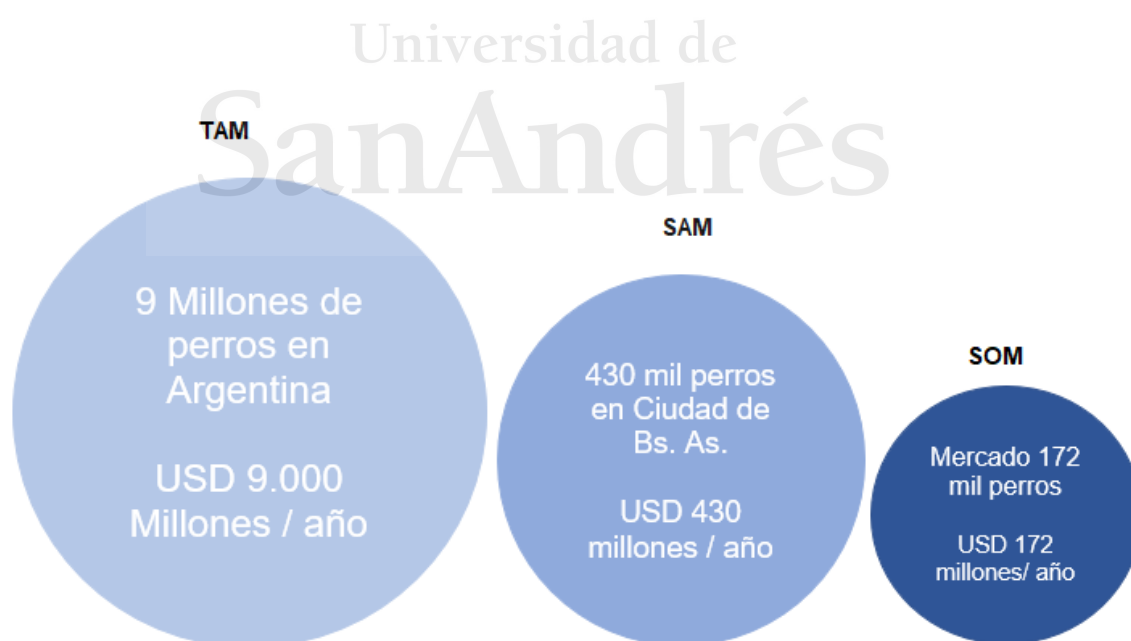 Universidad de
SanAndrés
TAM
9 Millones de
perros en
Argentina
USD 9.000
Millones / año
SAM
430 mil perros
en Ciudad de
Bs. As.
USD 430
millones / año
SOM
Mercado 172
mil perros
USD 172
millones/ año